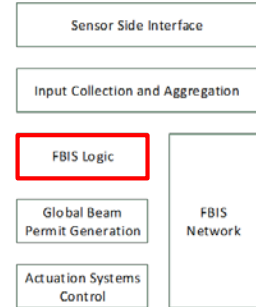 Sensor Side Interface
Input Collection and Aggregation
FBIS Logic
Global Beam
Permit Generation
FBIS
Network
Actuation Systems
Control